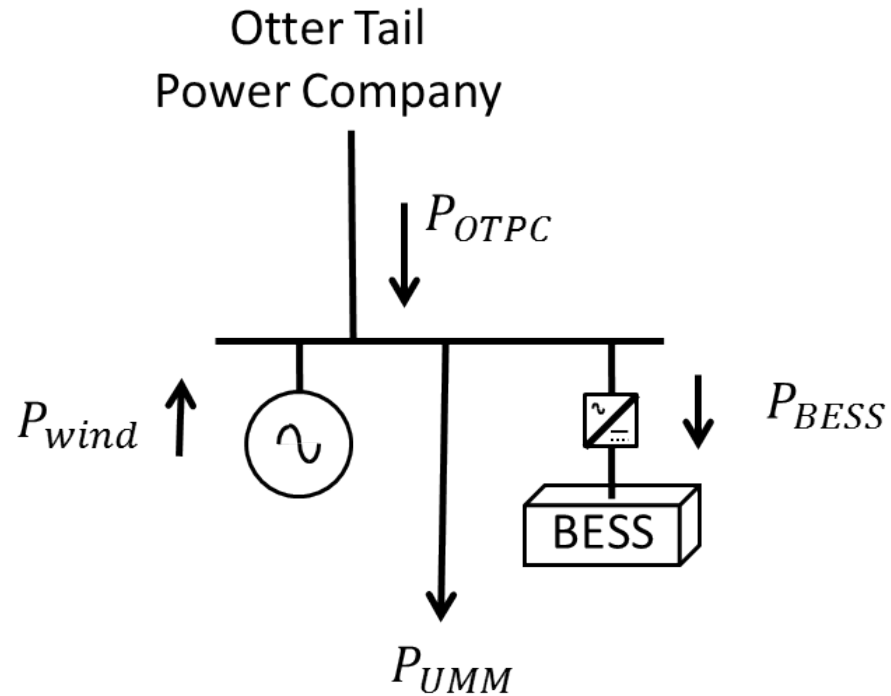 Otter Tail
Power Company
P_OTPC
P_wind
P_BESS
BESS
P_UMM